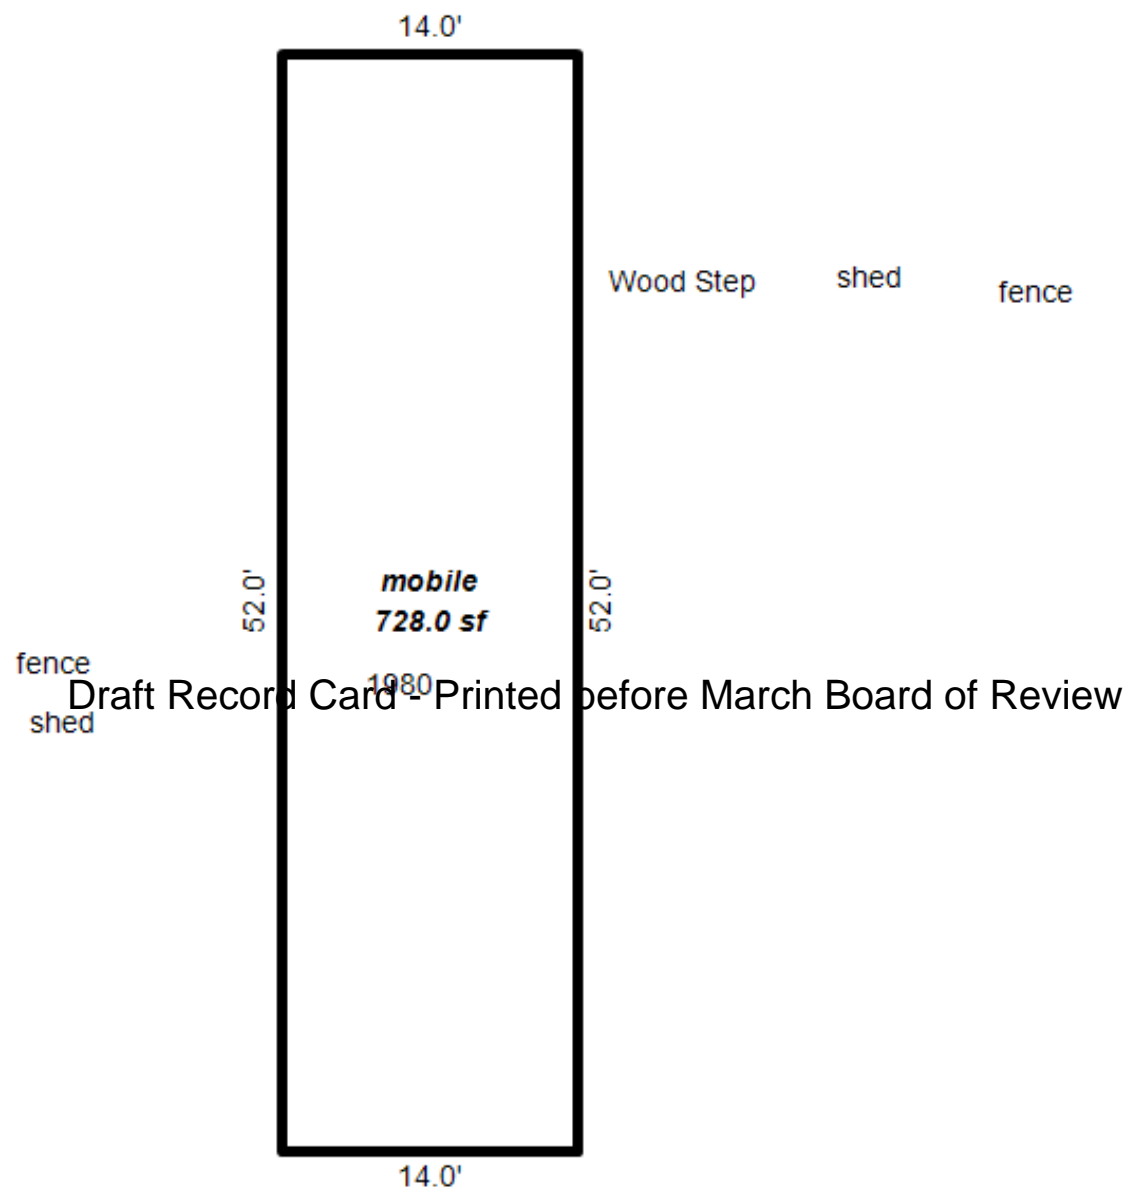 14.0'
Wood Step
shed
fence
52.0'
mobile
728.0 sf
52.0'
fence
1980
Draft Record Card - Printed before March Board of Review
shed
14.0'